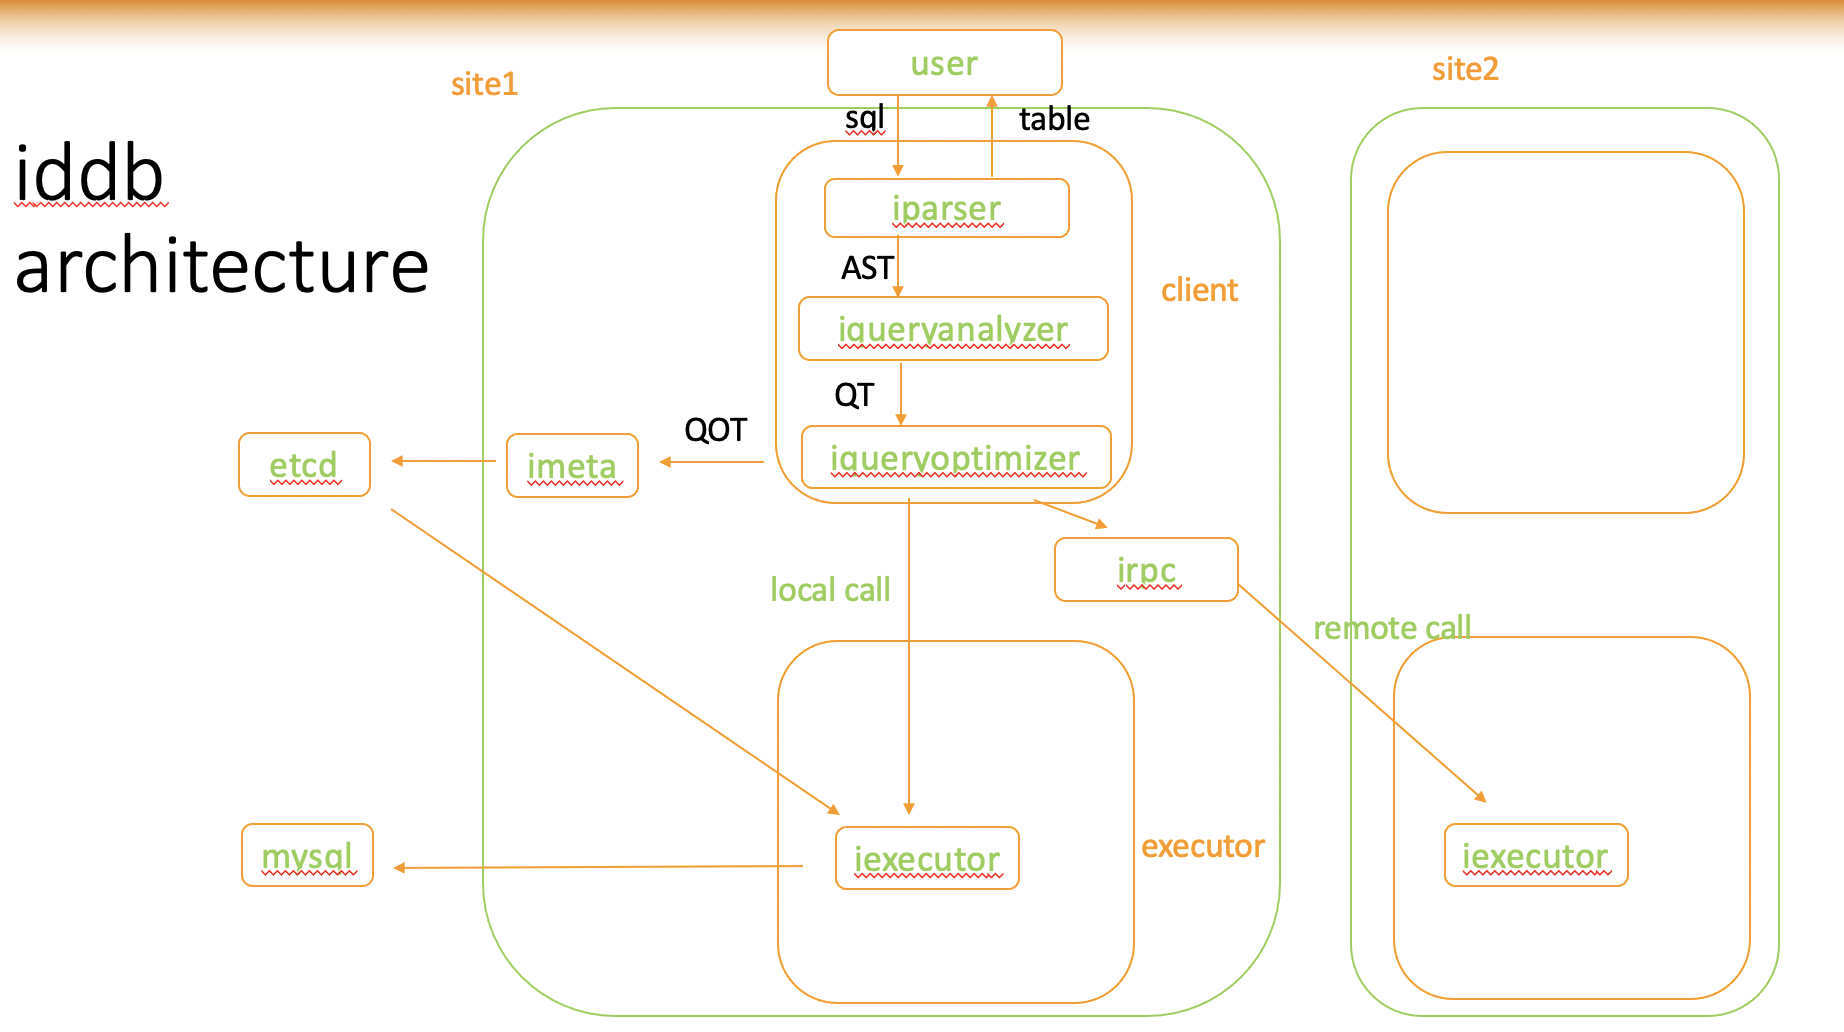 iddb
architecture
site1
user
site2
sql
table
iparser
AST
client
iqueryanalyzer
QT
QOT
etcd
imeta
iqueryoptimizer
irpc
local call
remote call
mysql
iexecutor
executor
iexecutor